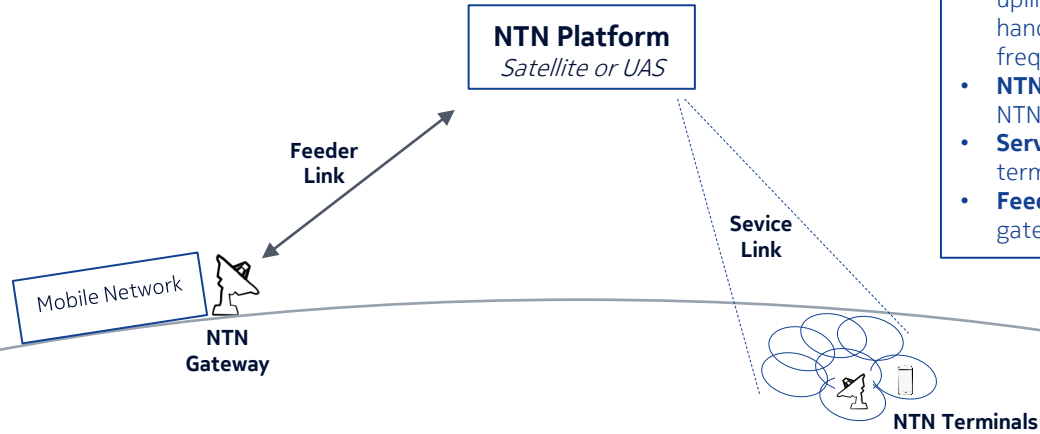 NTN Platform
Satellite or UAS
Feeder
Link
Sevice
Link
Mobile Network
NTN
Gateway
NTN Terminals
hand
freq
• NTN
NTN
• Serv
term
• Feed
gate